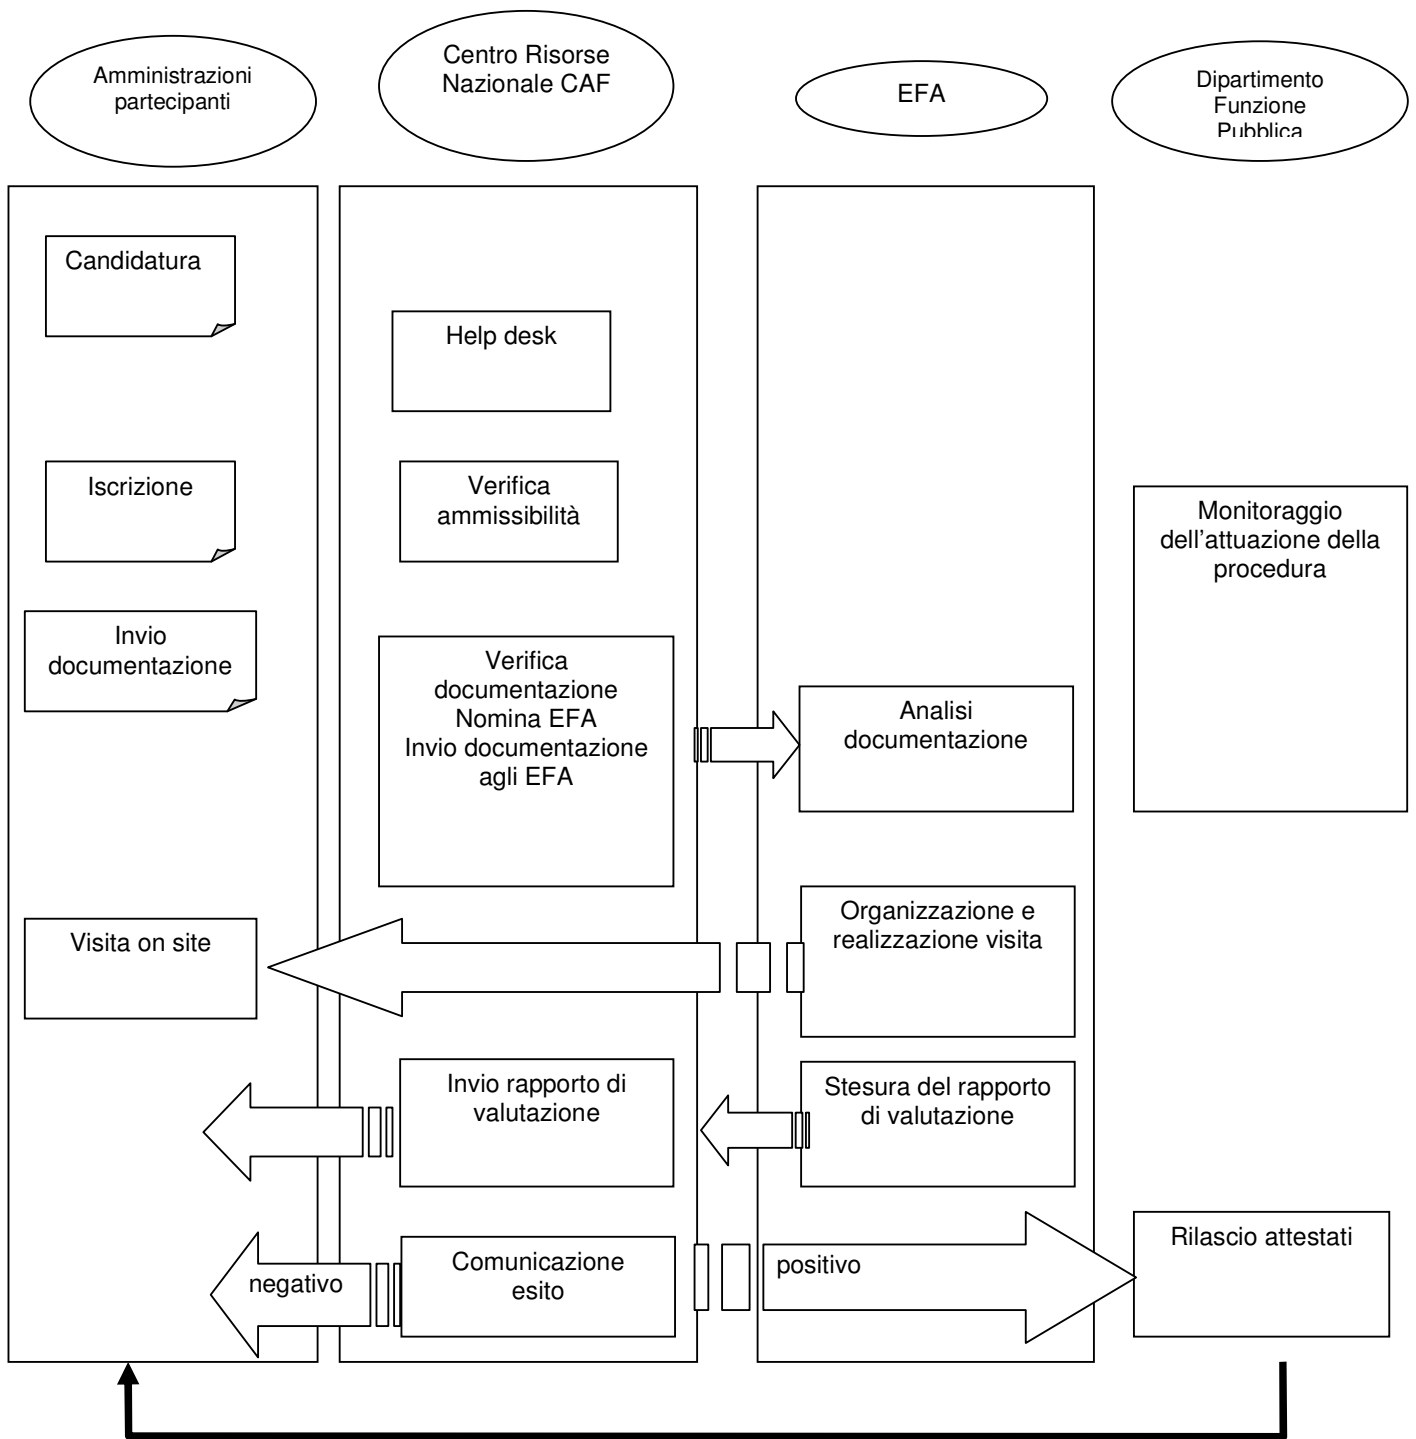 Amministrazioni
partecipanti
Centro Risorse
Nazionale CAF
EFA
Dipartimento
Funzione
Pubblica
Candidatura
Help desk
Iscrizione
Verifica
ammissibilità
Monitoraggio
dell'attuazione della
procedura
Invio
documentazione
Verifica
documentazione
Nomina EFA
Invio documentazione
agli EFA
Analisi
documentazione
Visita on site
Organizzazione e
realizzazione visita
Invio rapporto di
valutazione
Stesura del rapporto
di valutazione
negativo
Comunicazione
esito
positivo
Rilascio attestati